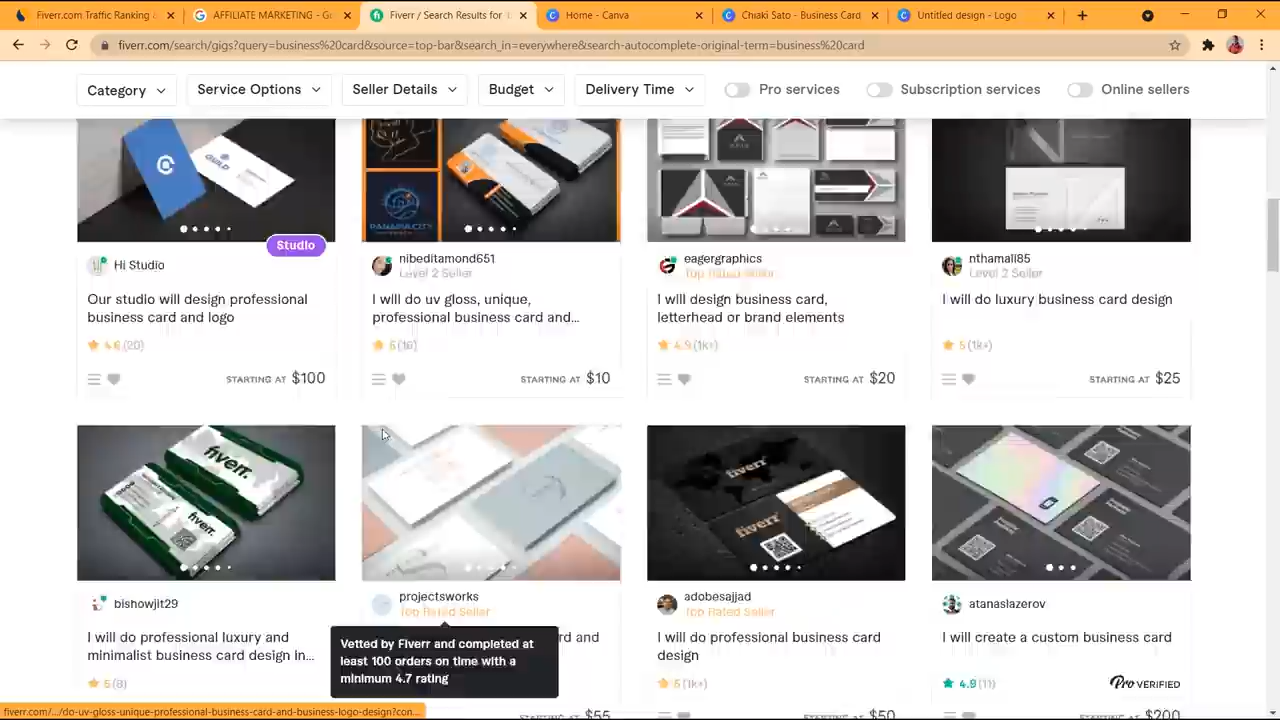 Fiverr.com Traffic Ranking &
AFFILIATE MARKETING - Go
Fiverr / Search Results for
Home - Canva
Chiaki Sato - Business Card
Untitled design - Logo
fiverr.com/search/gigs?query=business%20card&source=top-bar&search_in=everywhere&search-autocomplete-original-term=business%20card
Category
Service Options
Seller Details
Budget
Delivery Time
Pro services
Subscription services
Online sellers
Studio
Hi Studio
Our studio will design professional
business card and logo
4.6 (20)
STARTING AT $100
nibeditamond651
Level 2 Seller
I will do uv gloss, unique,
professional business card and...
STARTING AT $10
eagergraphics
Top Rated Seller
I will design business card,
letterhead or brand elements
4.9 (1k+)
STARTING AT $20
nthamali85
Level 2 Seller
I will do luxury business card design
5 (1k+)
STARTING AT $25
fiverr.
bishowjit29
I will do professional luxury and
minimalist business card design in...
5 (8)
projectsworks
Top Rated Seller
rd and
Vetted by Fiverr and completed at
least 100 orders on time with a
minimum 4.7 rating
$55
fiverr.
fiverr.
adobesajjad
Top Rated Seller
I will do professional business card
design
5 (1k+)
$50
atanaslazerov
I will create a custom business card
4.9 (11)
Pro VERIFIED
$200
fiverr.com/.../do-uv-gloss-unique-professional-business-card-and-business-logo-design?con...